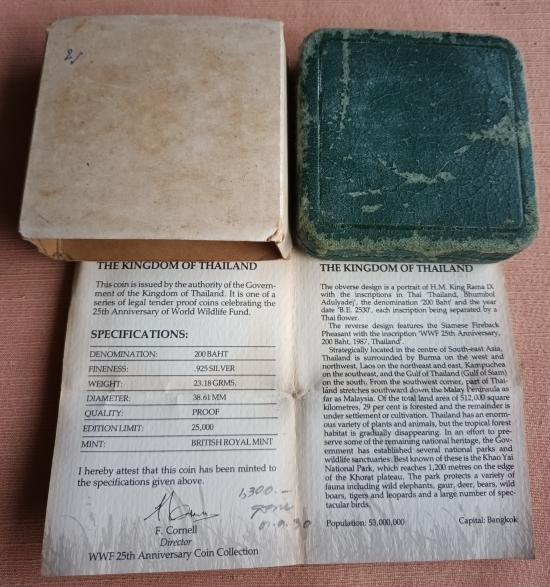 THE KINGDOM OF THAILAND
This coin is issued by the authority of the Govern-
ment of the Kingdom of Thailand. It is one of a
series of legal tender proof coins celebrating the
25th Anniversary of World Wildlife Fund.
SPECIFICATIONS:
DENOMINATION: 200 BAHT
FINENESS: .925 SILVER
WEIGHT: 23.18 GRMS.
DIAMETER: 38.61 MM
QUALITY: PROOF
EDITION LIMIT: 25,000
MINT: BRITISH ROYAL MINT
I hereby attest that this coin has been minted to
the specifications given above.
1,300.-
F. Cornell
Director
WWF 25th Anniversary Coin Collection
THE KINGDOM OF THAILAND
The obverse design is a portrait of H.M. King Rama IX
with the inscriptions in Thai 'Thailand, Bhumibol
Adulyadej', the denomination '200 Baht' and the year
date 'B.E. 2530', each inscription being separated by a
Thai flower.
The reverse design features the Siamese Fireback
Pheasant with the inscription 'WWF 25th Anniversary,
200 Baht, 1987, Thailand'.
Strategically located in the centre of South-east Asia,
Thailand is surrounded by Burma on the west and
northwest, Laos on the northeast and east, Kampuchea
on the southeast, and the Gulf of Thailand (Gulf of Siam)
on the south. From the southwest corner, part of Thai-
land stretches southward down the Malay Peninsula as
far as Malaysia. Of the total land area of 512,000 square
kilometres, 29 per cent is forested and the remainder is
under settlement or cultivation. Thailand has an enorm-
ous variety of plants and animals, but the tropical forest
habitat is gradually disappearing. In an effort to pre-
serve some of the remaining national heritage, the Gov-
ernment has established several national parks and
wildlife sanctuaries. Best known of these is the Khao Yai
National Park, which reaches 1,200 metres on the edge
of the Khorat plateau. The park protects a variety of
fauna including wild elephants, gaur, deer, bears, wild
boars, tigers and leopards and a large number of spec-
tacular birds.
Population: 53,000,000 Capital: Bangkok